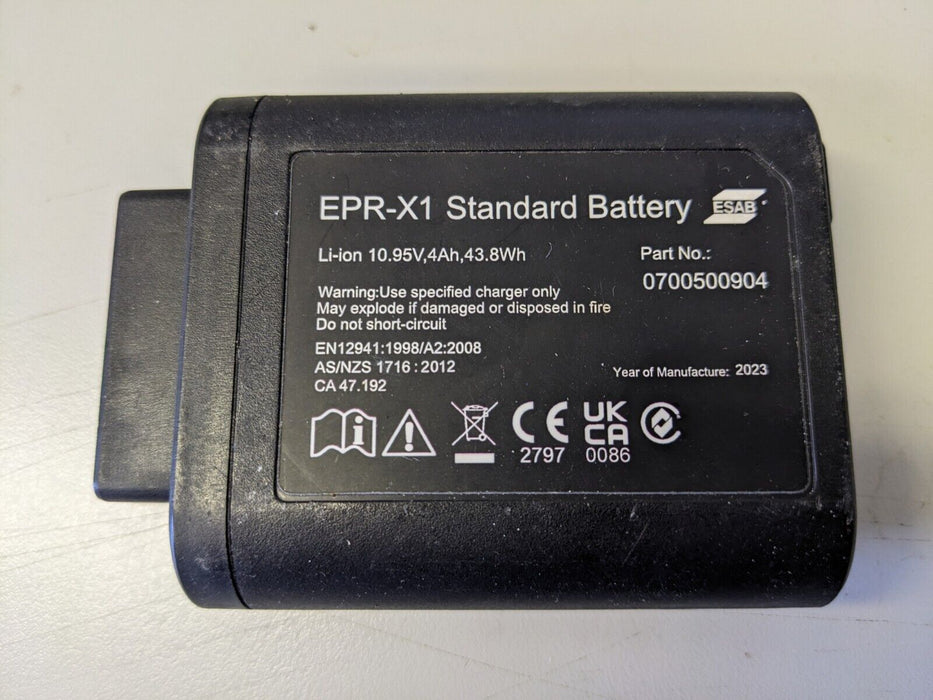 EPR-X1 Standard Battery
ESAB
Li-ion 10.95V,4Ah,43.8Wh
Part No.:
0700500904
Warning:Use specified charger only
May explode if damaged or disposed in fire
Do not short-circuit
EN12941:1998/A2:2008
AS/NZS 1716 : 2012
CA 47.192
Year of Manufacture: 2023
i
!
CE
2797
UK
CA
0086